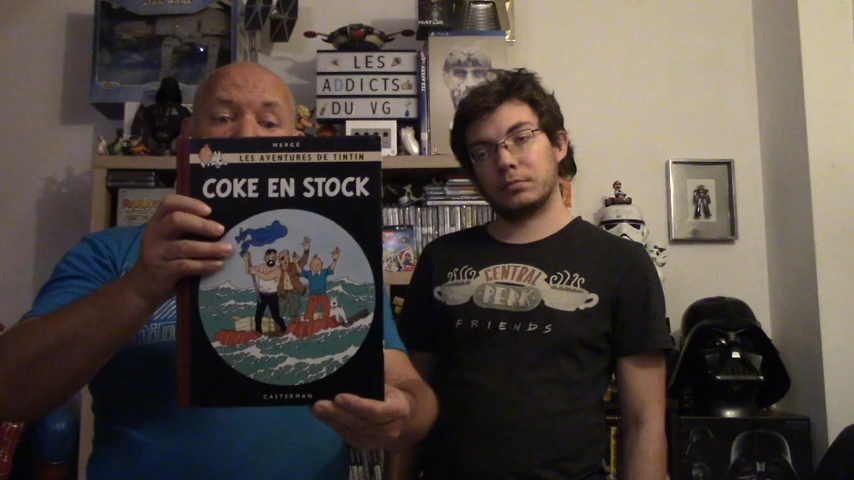 LES
ADDICTS
DU VG
HERGÉ
LES AVENTURES DE TINTIN
COKE EN STOCK
CASTERMAN
CENTRAL
PERK
FRIENDS